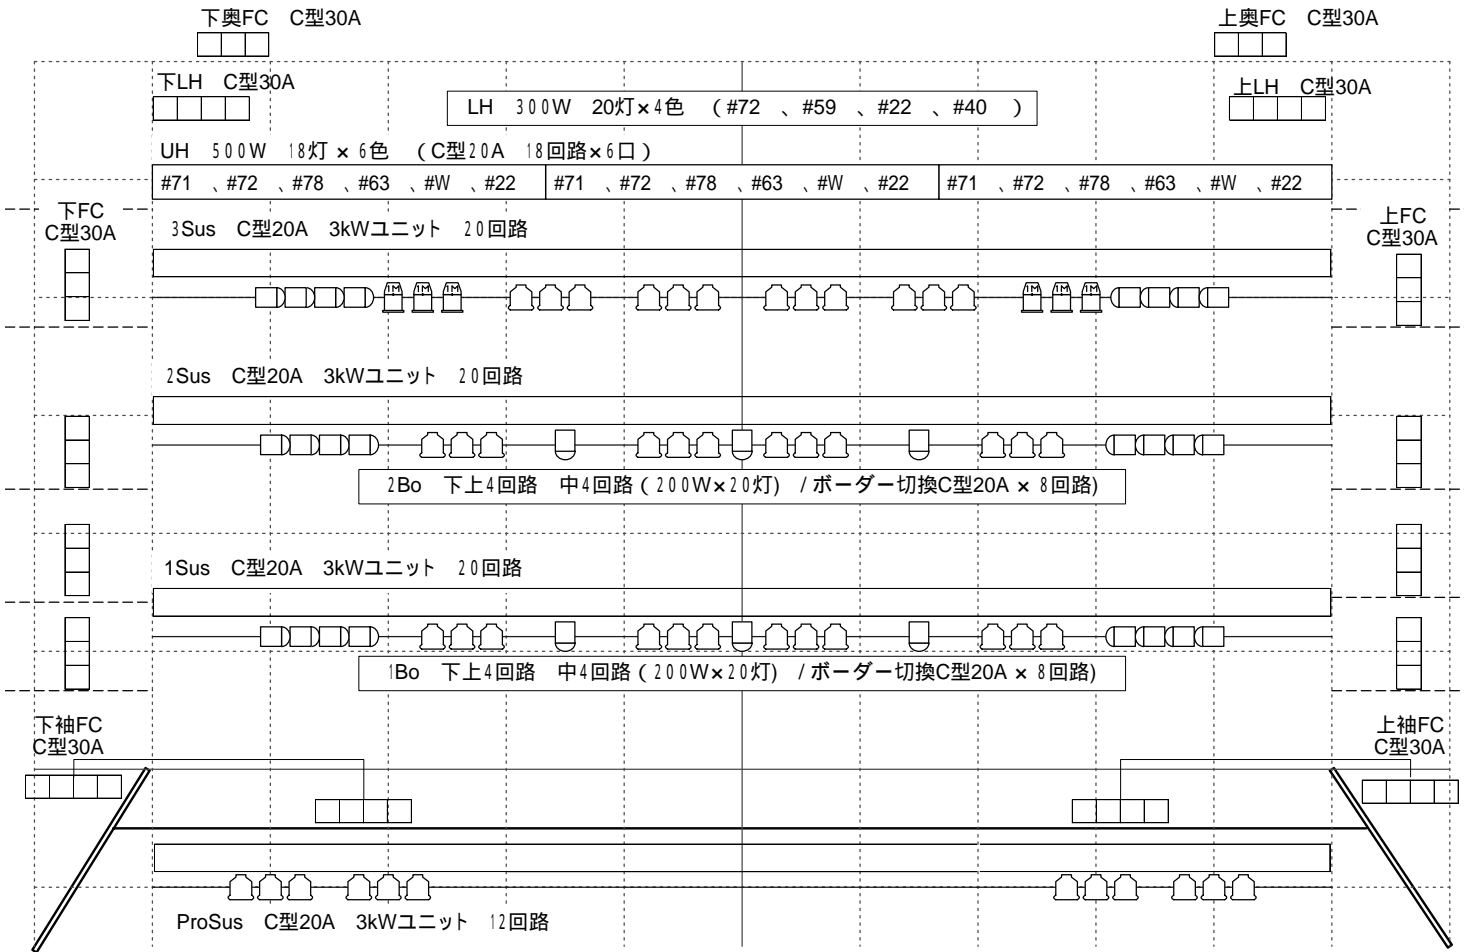 下奥FC　C型30A
上奥FC　C型30A
下LH　C型30A
上LH　C型30A
LH　300W　20灯×4色　(#72　、#59　、#22　、#40　)
UH　500W　18灯 × 6色　(C型20A　18回路×6口)
#71　、#72　、#78　、#63　、#W　、#22
#71　、#72　、#78　、#63　、#W　、#22
#71　、#72　、#78　、#63　、#W　、#22
下FC
C型30A
上FC
C型30A
3Sus　C型20A　3kWユニット　20回路
1M 1M 1M
1M 1M 1M
2Sus　C型20A　3kWユニット　20回路
2Bo　下上4回路　中4回路 ( 200W×20灯)　/ ボーダー切換C型20A × 8回路)
1Sus　C型20A　3kWユニット　20回路
1Bo　下上4回路　中4回路 ( 200W×20灯)　/ ボーダー切換C型20A × 8回路)
下袖FC
C型30A
上袖FC
C型30A
ProSus　C型20A　3kWユニット　12回路